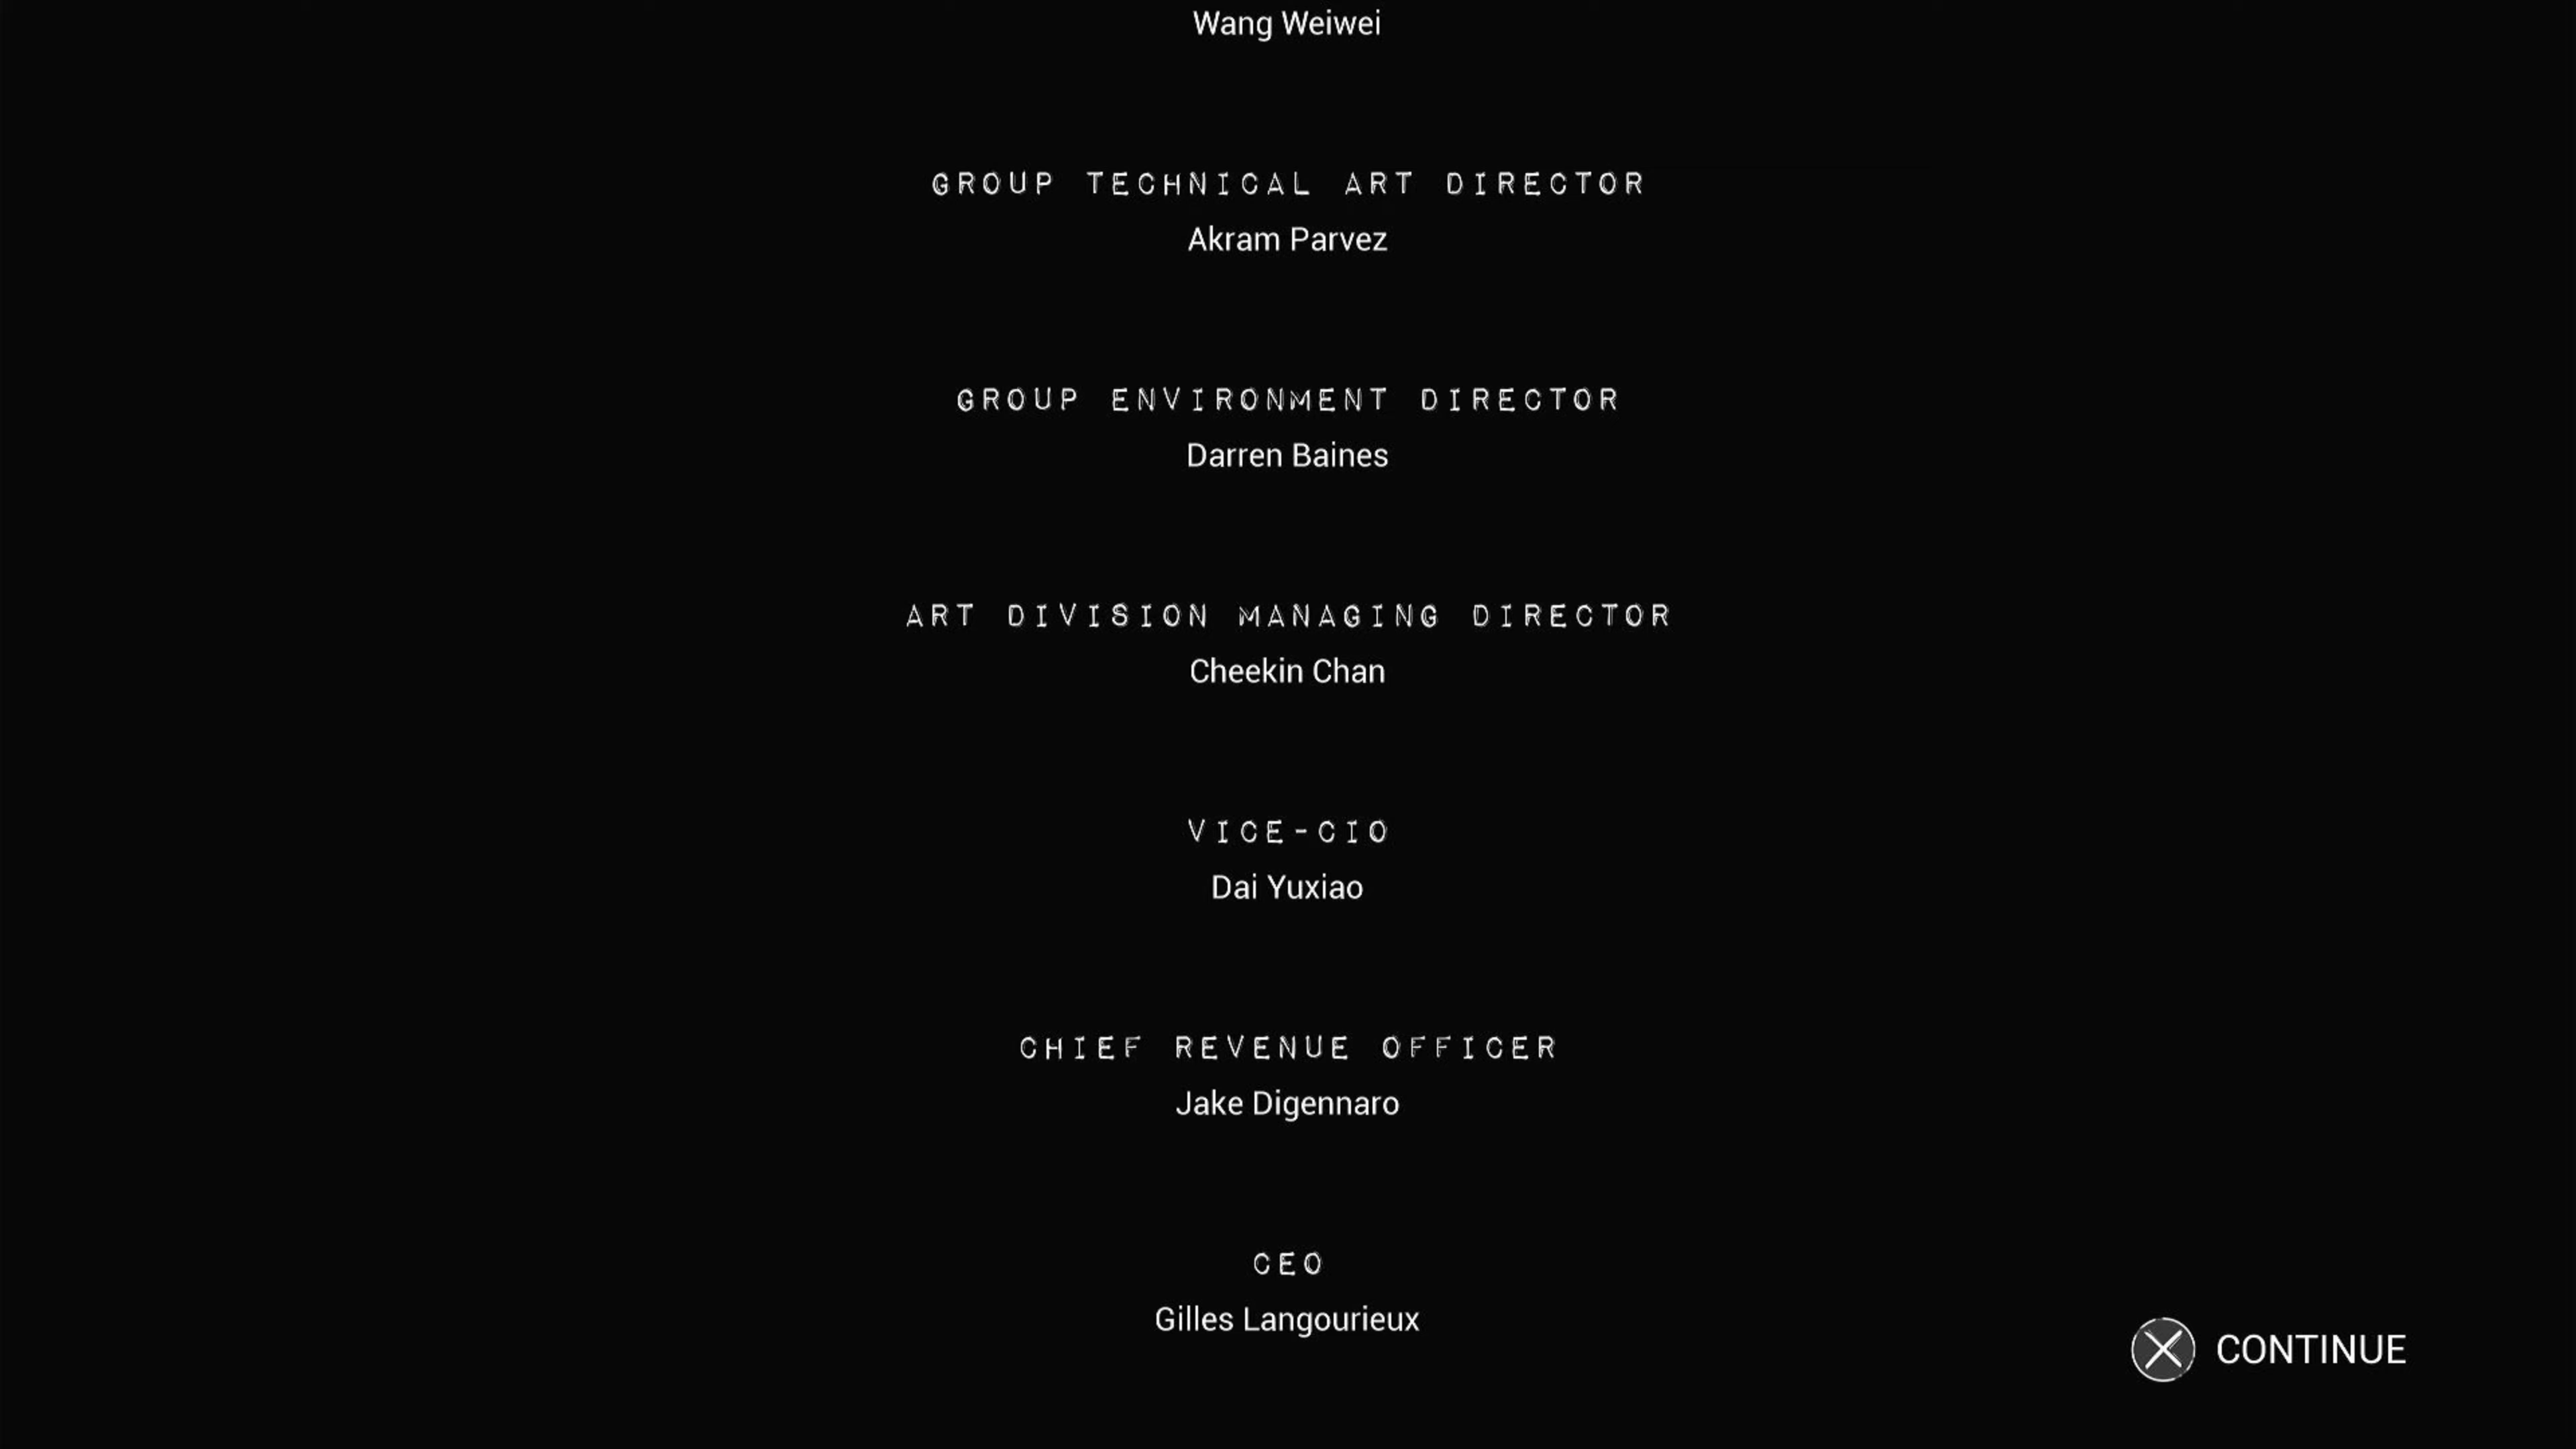 Wang Weiwei
GROUP TECHNICAL ART DIRECTOR
Akram Parvez
GROUP ENVIRONMENT DIRECTOR
Darren Baines
ART DIVISION MANAGING DIRECTOR
Cheekin Chan
VICE-CIO
Dai Yuxiao
CHIEF REVENUE OFFICER
Jake Digennaro
CEO
Gilles Langourieux
CONTINUE